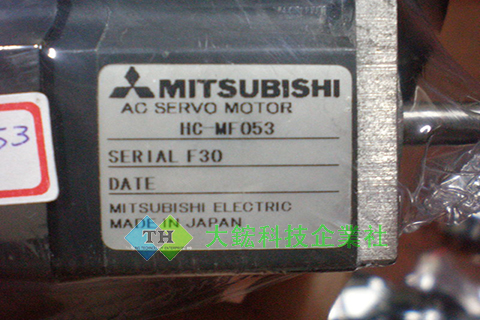 MITSUBISHI
AC SERVO MOTOR
HC-MF053
SERIAL F30
DATE
MITSUBISHI ELECTRIC
MADE IN JAPAN
53
TH
大鋐科技企業社